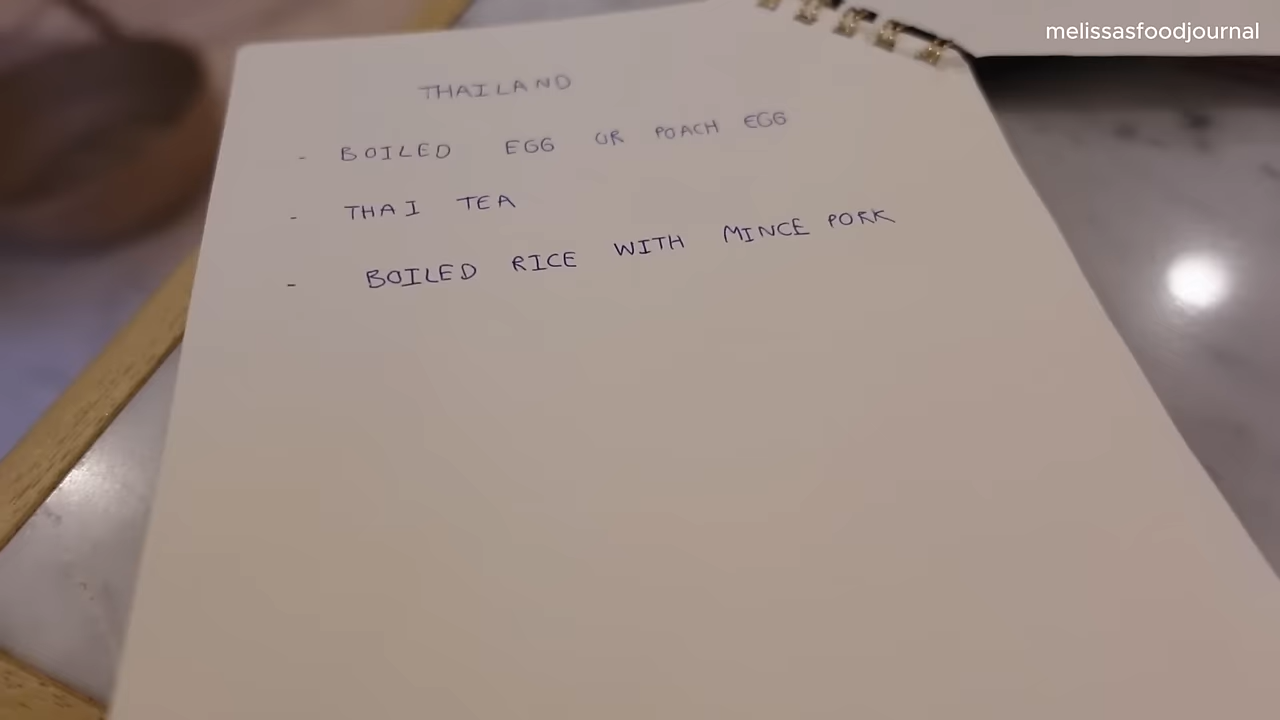 melissasfoodjournal
THAILAND
- BOILED EGG OR POACH EGG
- THAI TEA
- BOILED RICE WITH MINCE PORK